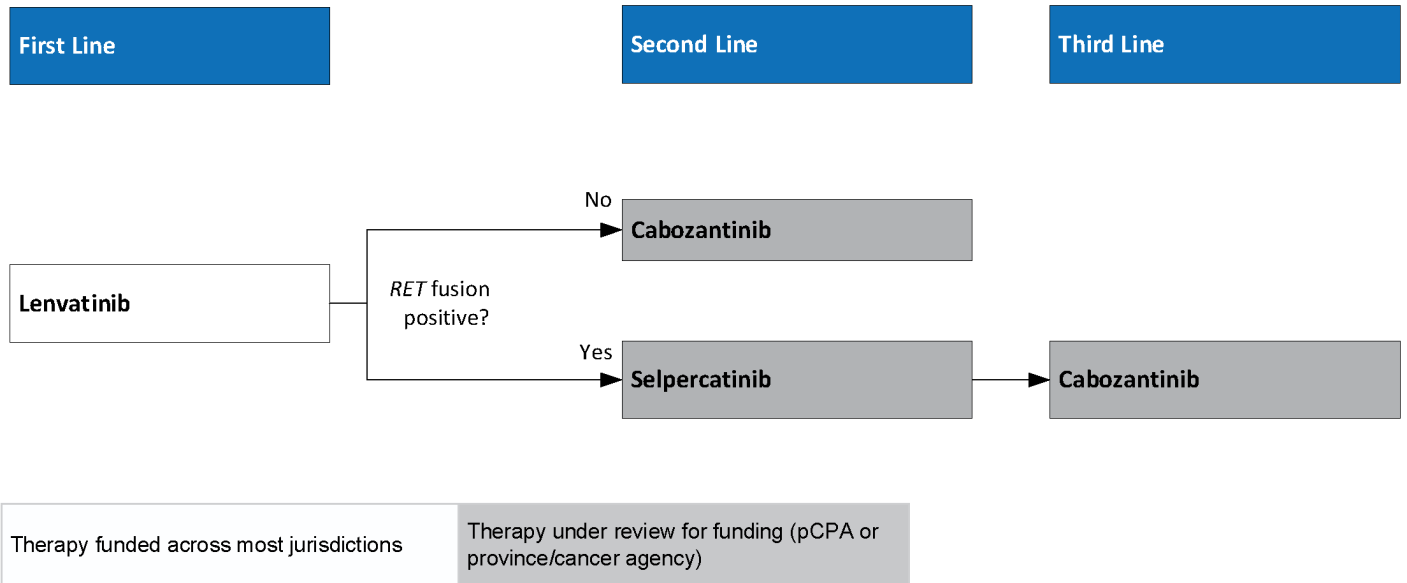 First Line
Second Line
Third Line
No
Cabozantinib
Lenvatinib
RET fusion
positive?
Yes
Selpercatinib
Cabozantinib
Therapy funded across most jurisdictions
Therapy under review for funding (pCPA or
province/cancer agency)